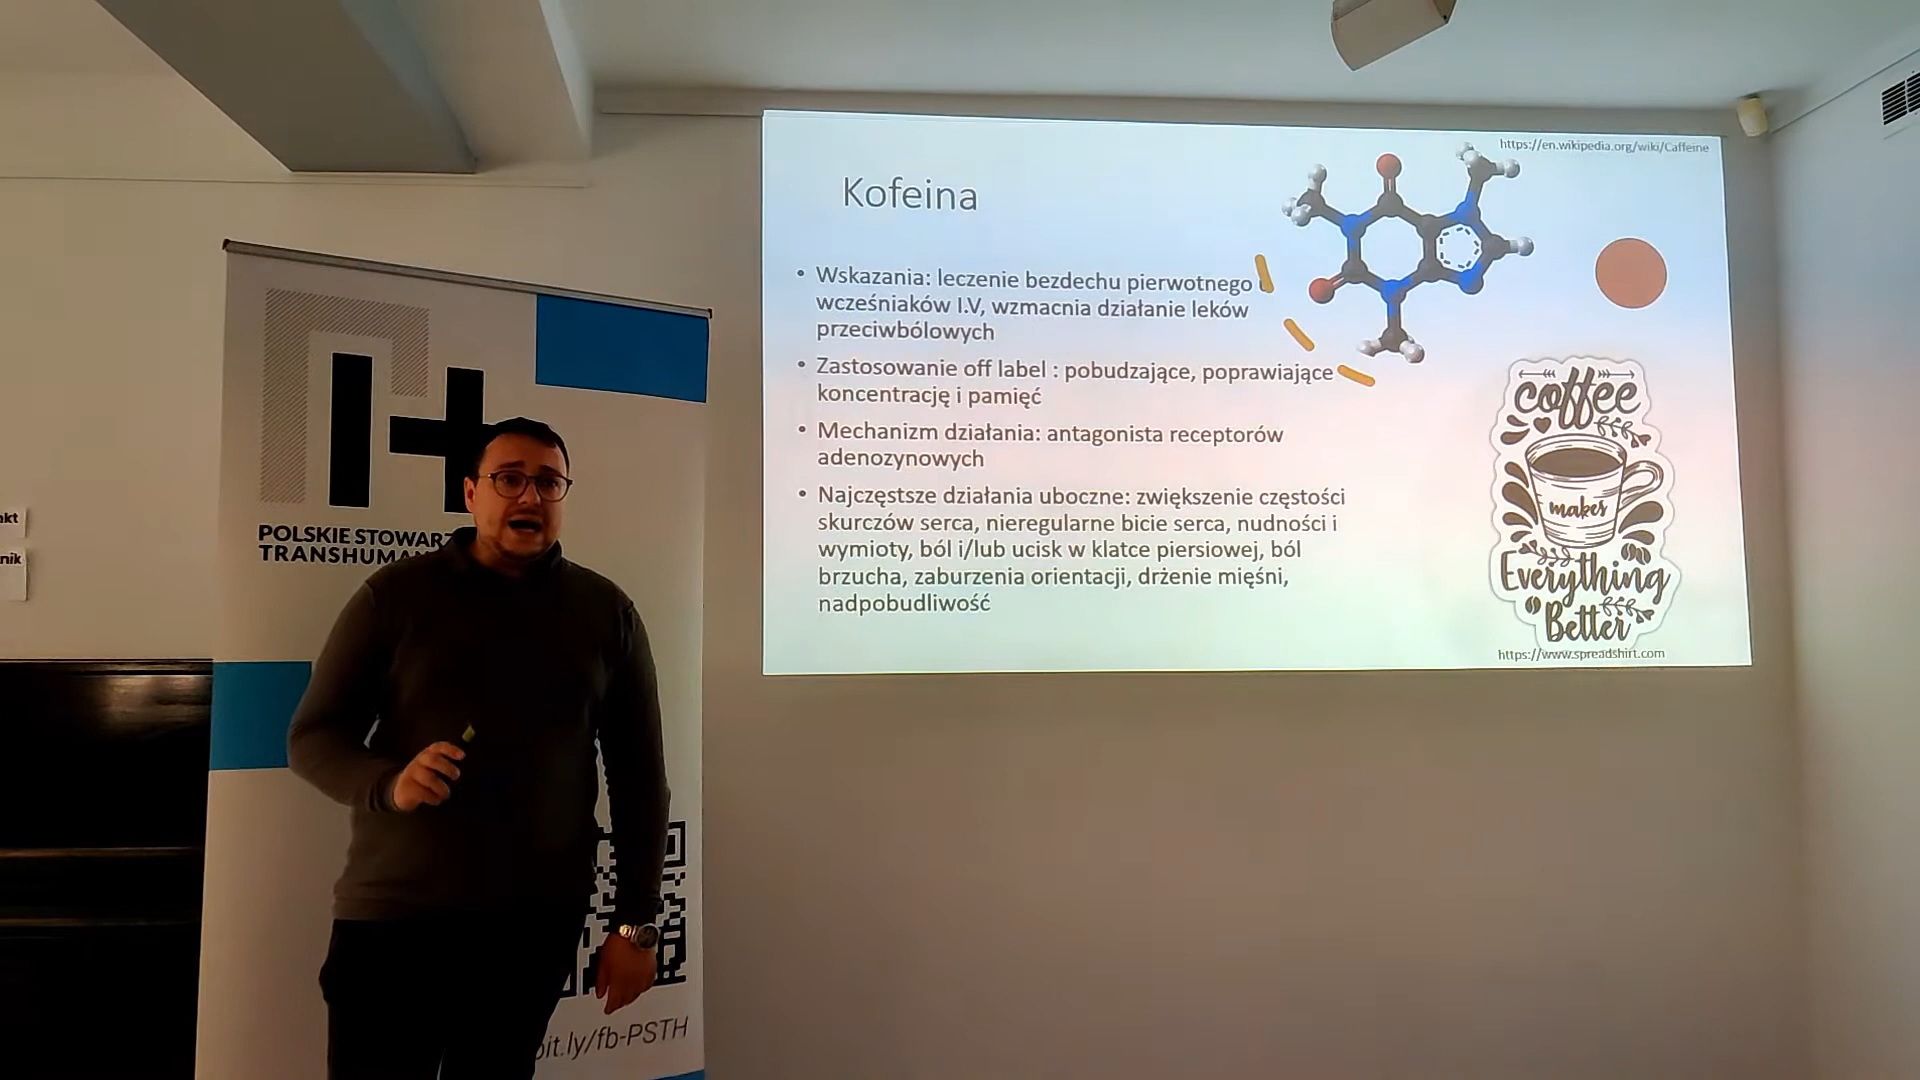 https://en.wikipedia.org/wiki/Caffeine
Kofeina
• Wskazania: leczenie bezdechu pierwotnego
wcześniaków I.V, wzmacnia działanie leków
przeciwbólowych
• Zastosowanie off label : pobudzające, poprawiające
koncentrację i pamięć
• Mechanizm działania: antagonista receptorów
adenozynowych
• Najczęstsze działania uboczne: zwiększenie częstości
skurczów serca, nieregularne bicie serca, nudności i
wymioty, ból i/lub ucisk w klatce piersiowej, ból
brzucha, zaburzenia orientacji, drżenie mięśni,
nadpobudliwość
coffee
makes
Everything
Better
https://www.spreadshirt.com
POLSKIE
bit.ly/fb-PSTH